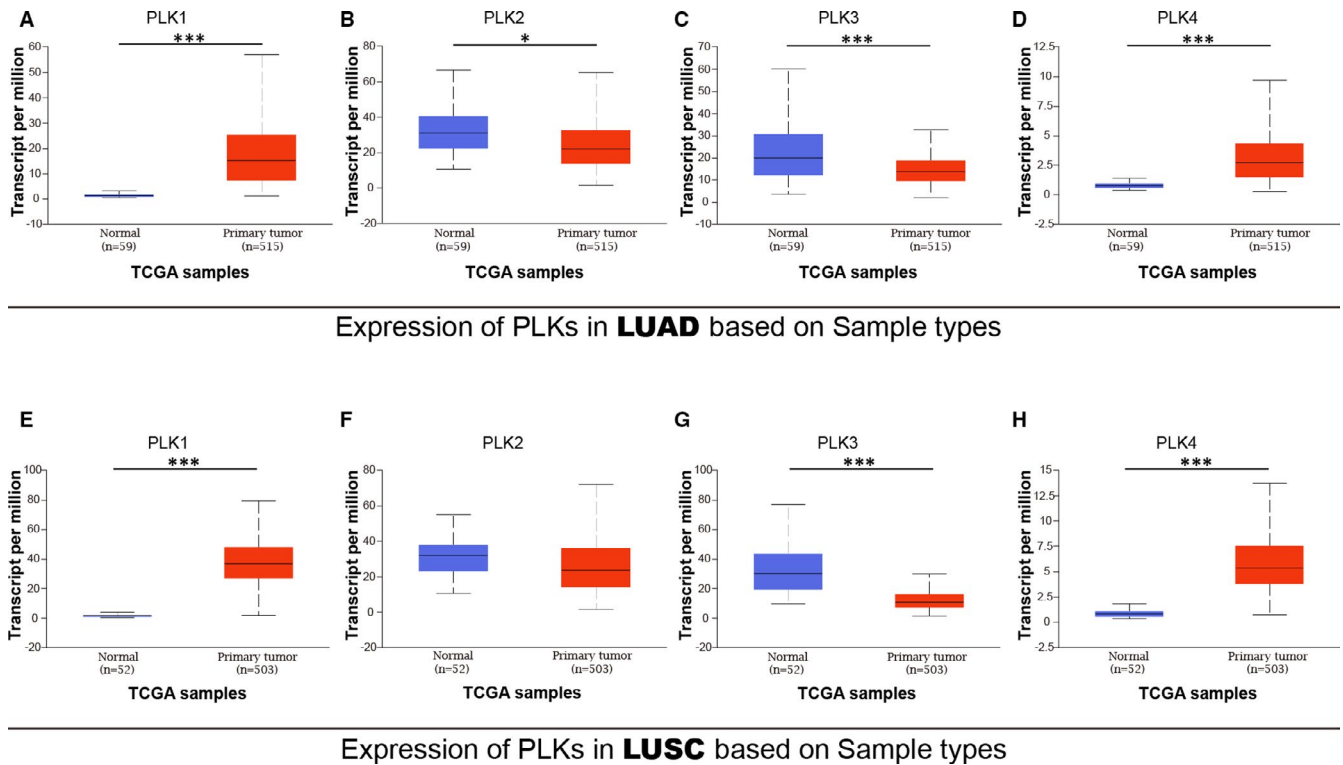 A
PLK1
***
Transcript per million
60
50
40
30
20
10
0
-10
Normal
(n=59)
Primary tumor
(n=515)
TCGA samples
B
PLK2
*
Transcript per million
80
60
40
20
0
-20
Normal
(n=59)
Primary tumor
(n=515)
TCGA samples
C
PLK3
***
Transcript per million
70
60
50
40
30
20
10
0
-10
Normal
(n=59)
Primary tumor
(n=515)
TCGA samples
D
PLK4
***
Transcript per million
12.5
10
7.5
5
2.5
0
-2.5
Normal
(n=59)
Primary tumor
(n=515)
TCGA samples
Expression of PLKs in LUAD based on Sample types
E
PLK1
***
Transcript per million
100
80
60
40
20
0
-20
Normal
(n=52)
Primary tumor
(n=503)
TCGA samples
F
PLK2
Transcript per million
80
60
40
20
0
-20
Normal
(n=52)
Primary tumor
(n=503)
TCGA samples
G
PLK3
***
Transcript per million
100
80
60
40
20
0
-20
Normal
(n=52)
Primary tumor
(n=503)
TCGA samples
H
PLK4
***
Transcript per million
15
12.5
10
7.5
5
2.5
0
-2.5
Normal
(n=52)
Primary tumor
(n=503)
TCGA samples
Expression of PLKs in LUSC based on Sample types